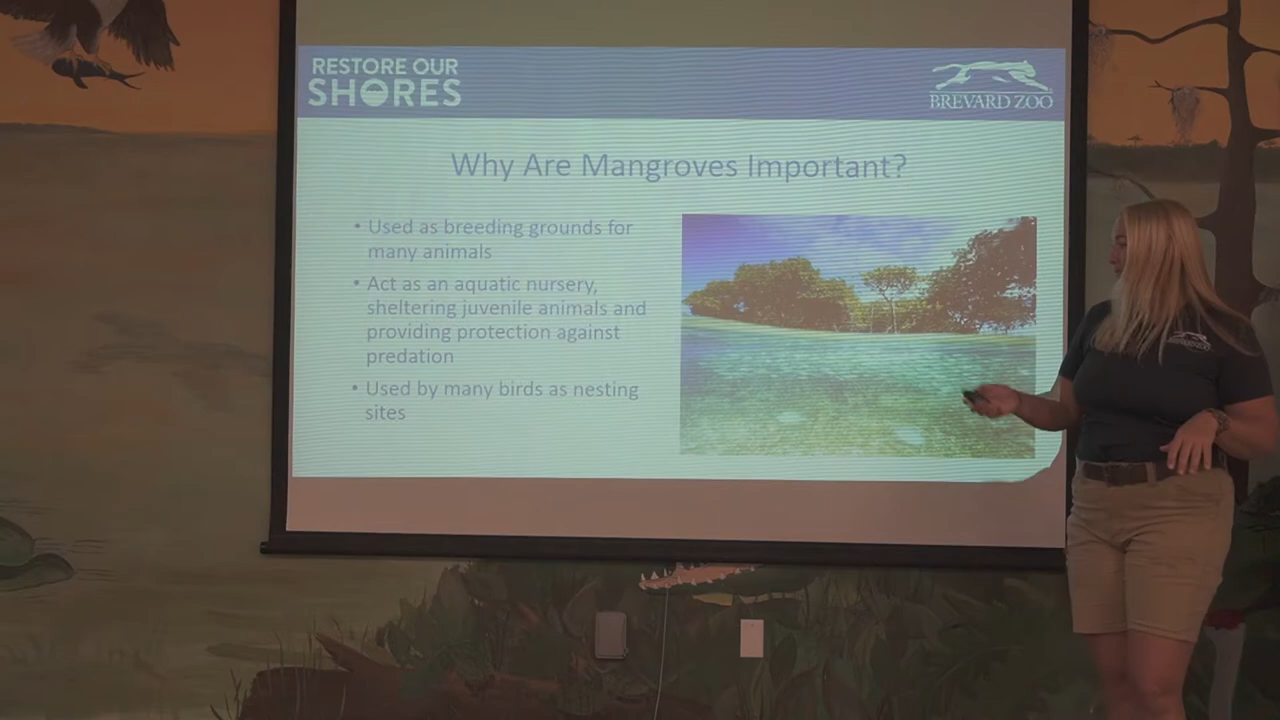 RESTORE OUR
SHORES
BREVARD ZOO
Why Are Mangroves Important?
• Used as breeding grounds for
many animals
• Act as an aquatic nursery,
sheltering juvenile animals and
providing protection against
predation
• Used by many birds as nesting
sites